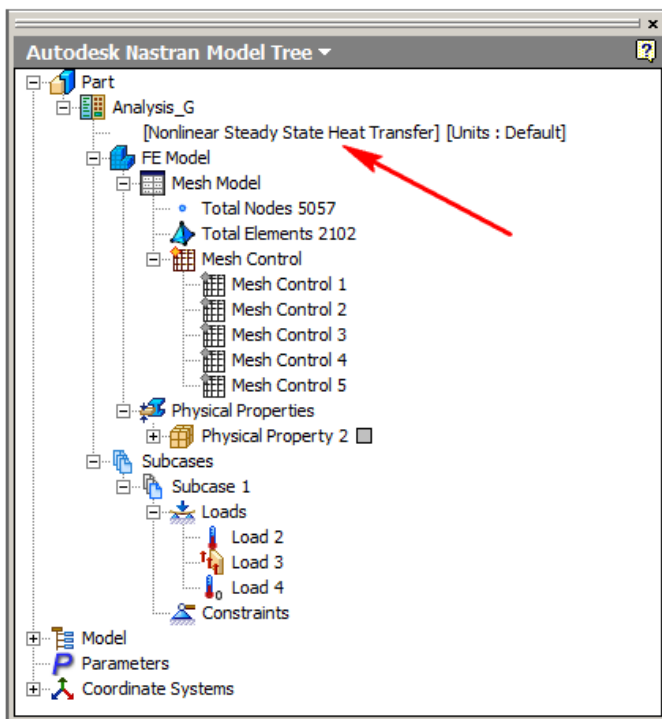 Autodesk Nastran Model Tree
Part
Analysis_G
[Nonlinear Steady State Heat Transfer] [Units : Default]
FE Model
Mesh Model
Total Nodes 5057
Total Elements 2102
Mesh Control
Mesh Control 1
Mesh Control 2
Mesh Control 3
Mesh Control 4
Mesh Control 5
Physical Properties
Physical Property 2
Subcases
Subcase 1
Loads
Load 2
Load 3
Load 4
Constraints
Model
Parameters
Coordinate Systems